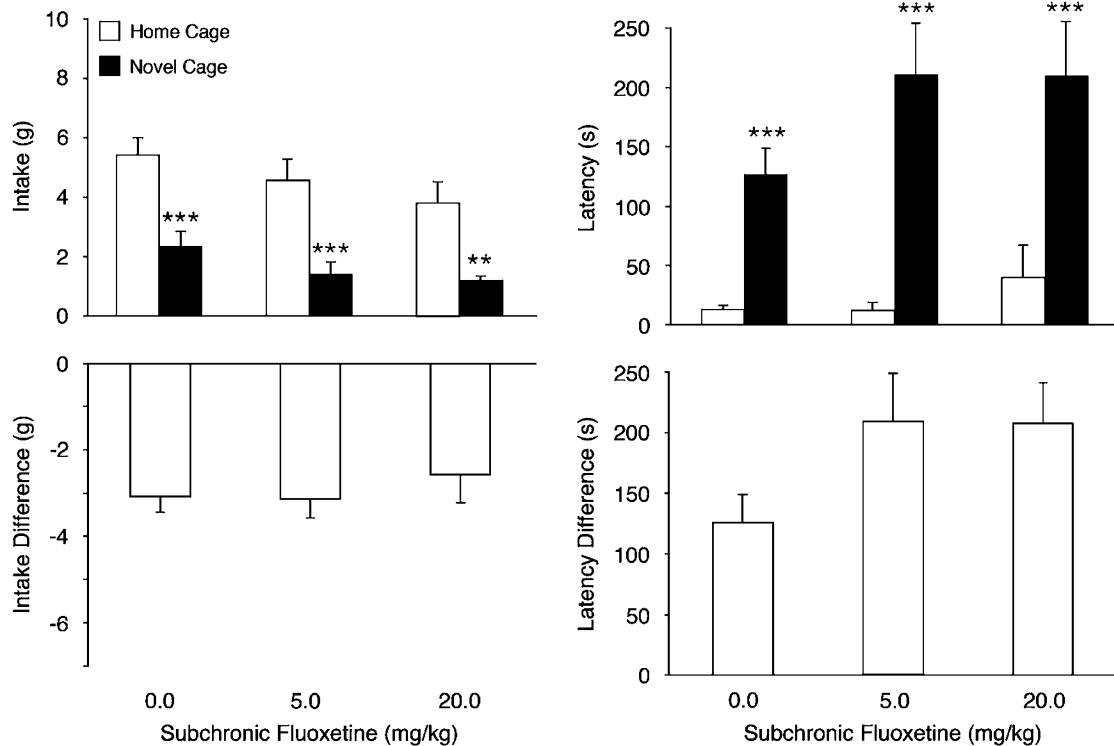 10
8
6
4
2
0
Intake (g)
Home Cage
Novel Cage
***
***
**
250
200
150
100
50
0
Latency (s)
***
***
***
0
-2
-4
-6
Intake Difference (g)
0.0 5.0 20.0
Subchronic Fluoxetine (mg/kg)
250
200
150
100
50
0
Latency Difference (s)
0.0 5.0 20.0
Subchronic Fluoxetine (mg/kg)